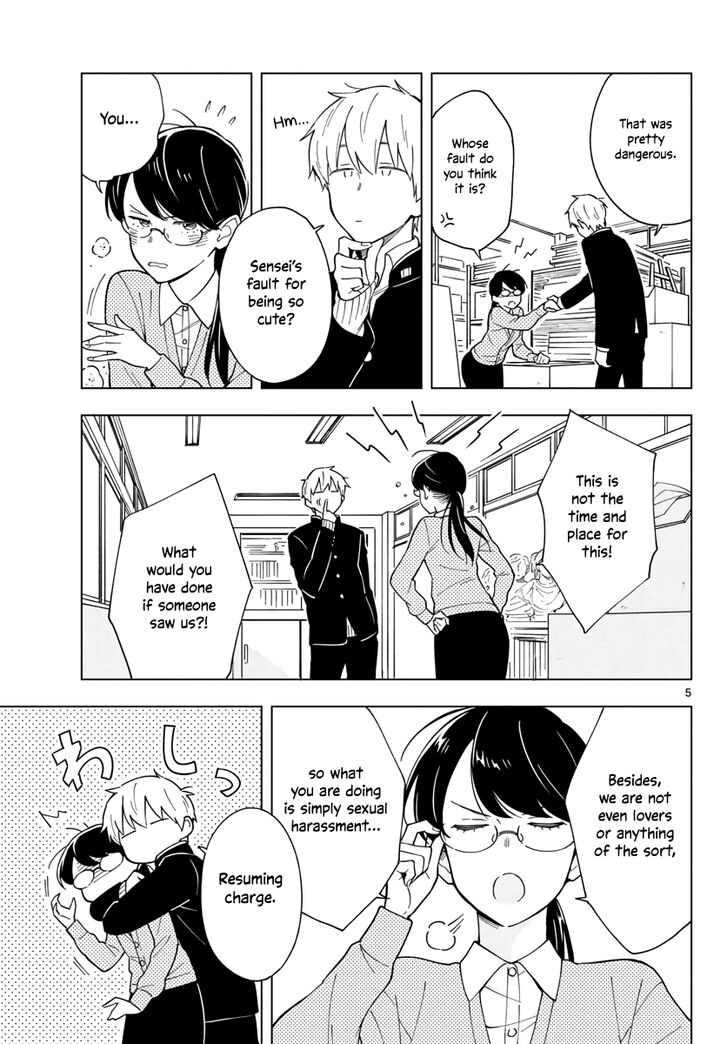 That was
pretty
dangerous.
Whose
fault do
you think
it is?
Hm...
Sensei's
fault for
being so
cute?
You...
This is
not the
time and
place for
this!
What
would you
have done
if someone
saw us?!
5
Besides,
we are not
even lovers
or anything
of the sort,
so what
you are doing
is simply sexual
harassment...
わしっ
Resuming
charge.